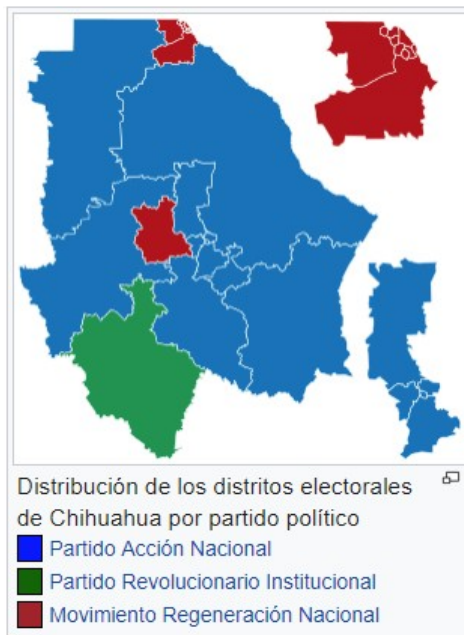 Distribución de los distritos electorales
de Chihuahua por partido político
Partido Acción Nacional
Partido Revolucionario Institucional
Movimiento Regeneración Nacional